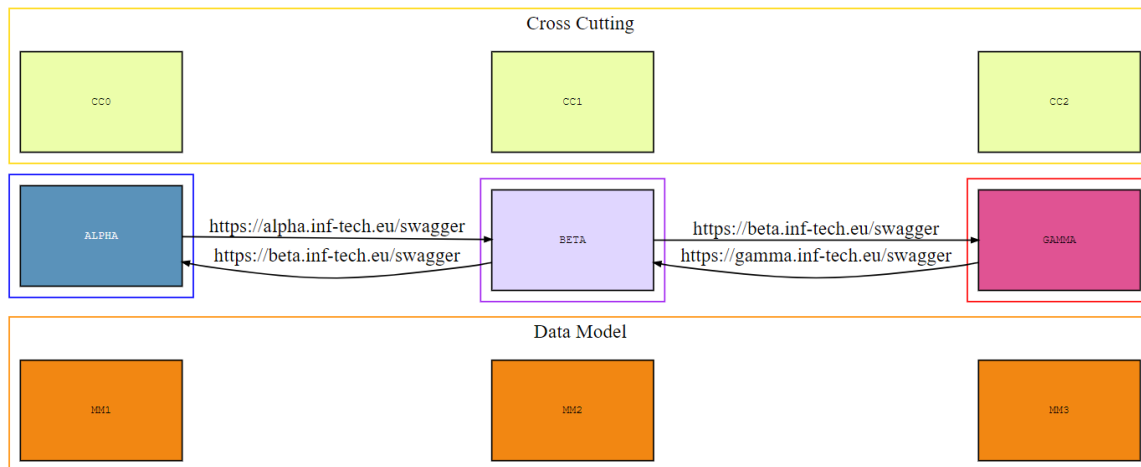 Cross Cutting
CC0
CC1
CC2
ALPHA
https://alpha.inf-tech.eu/swagger
https://beta.inf-tech.eu/swagger
BETA
https://beta.inf-tech.eu/swagger
https://gamma.inf-tech.eu/swagger
GAMMA
Data Model
MM1
MM2
MM3